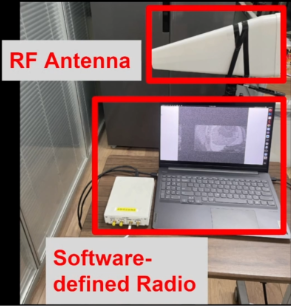 RF Antenna
Software-
defined Radio